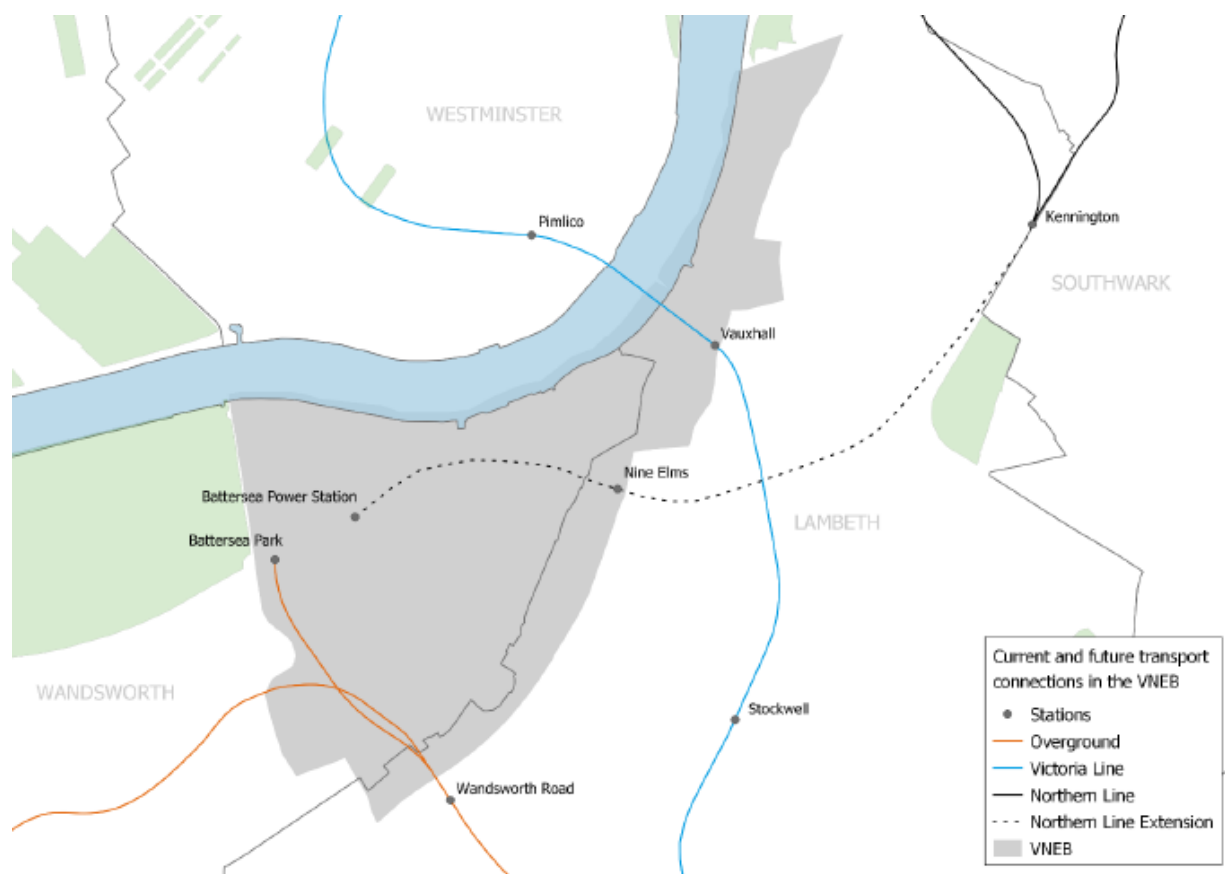 WESTMINSTER
Pimlico
Kennington
SOUTHWARK
Vauxhall
Nine Elms
Battersea Power Station
LAMBETH
Battersea Park
WANDSWORTH
Stockwell
Wandsworth Road
Current and future transport
connections in the VNEB
Stations
Overground
Victoria Line
Northern Line
Northern Line Extension
VNEB